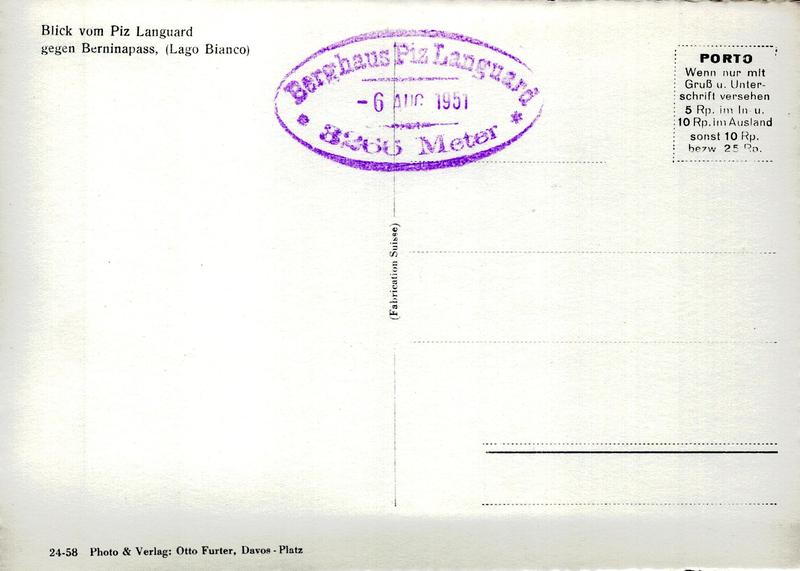 Blick vom Piz Languard
gegen Berninapass, (Lago Bianco)
Berghaus Piz Languard
- 6 AUG 1951
* 3266 Meter *
PORTO
Wenn nur mit
Gruß u. Unter-
schrift versehen
5 Rp. im In- u.
10 Rp. im Ausland
sonst 10 Rp.
bezw 25 Rp.
(Fabrication Suisse)
24-58 Photo & Verlag: Otto Furter, Davos - Platz